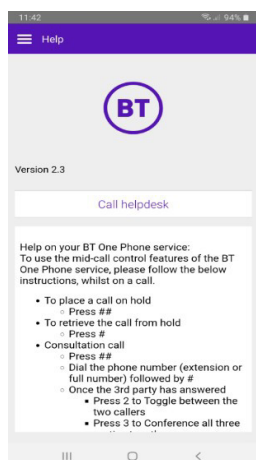 11:42 94%
Help
BT
Version 2.3
Call helpdesk
Help on your BT One Phone service:
To use the mid-call control features of the BT
One Phone service, please follow the below
instructions, whilst on a call.
• To place a call on hold
◦ Press ##
• To retrieve the call from hold
◦ Press #
• Consultation call
◦ Press ##
◦ Dial the phone number (extension or
full number) followed by #
◦ Once the 3rd party has answered
▪ Press 2 to Toggle between the
two callers
▪ Press 3 to Conference all three